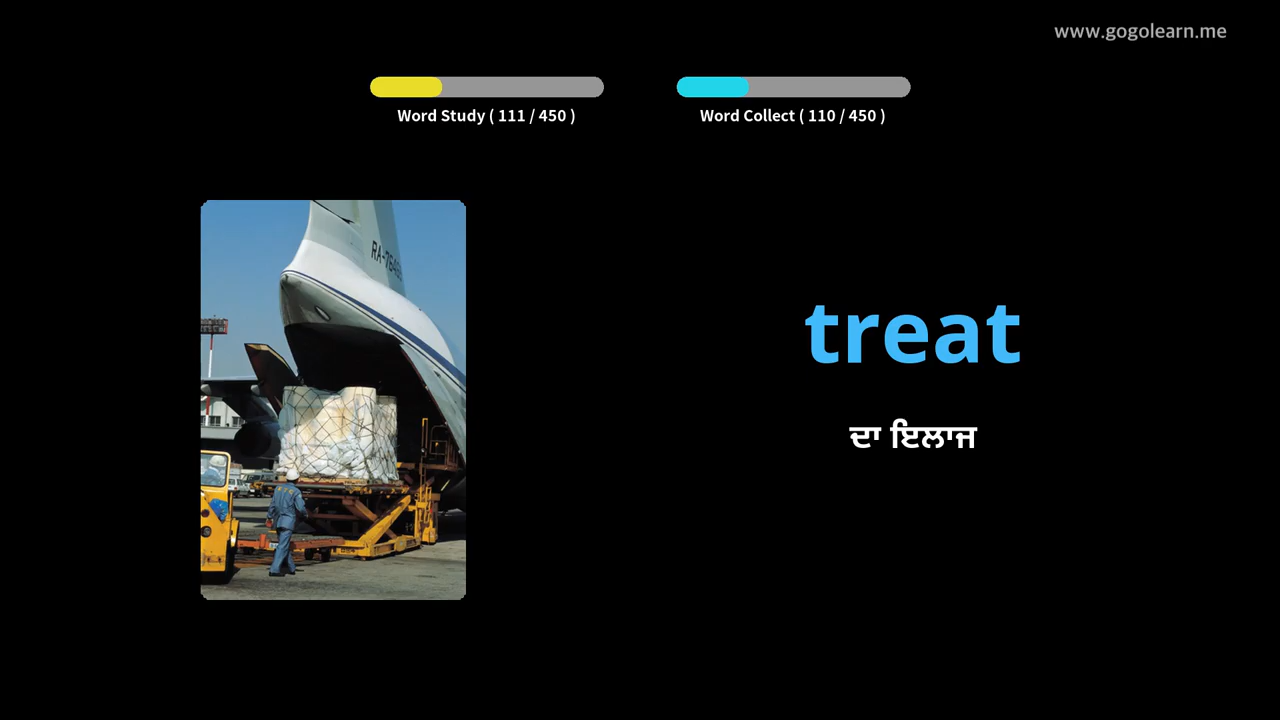 www.gogolearn.me
Word Study ( 111 / 450 )
Word Collect ( 110 / 450 )
treat
ਦਾ ਇਲਾਜ